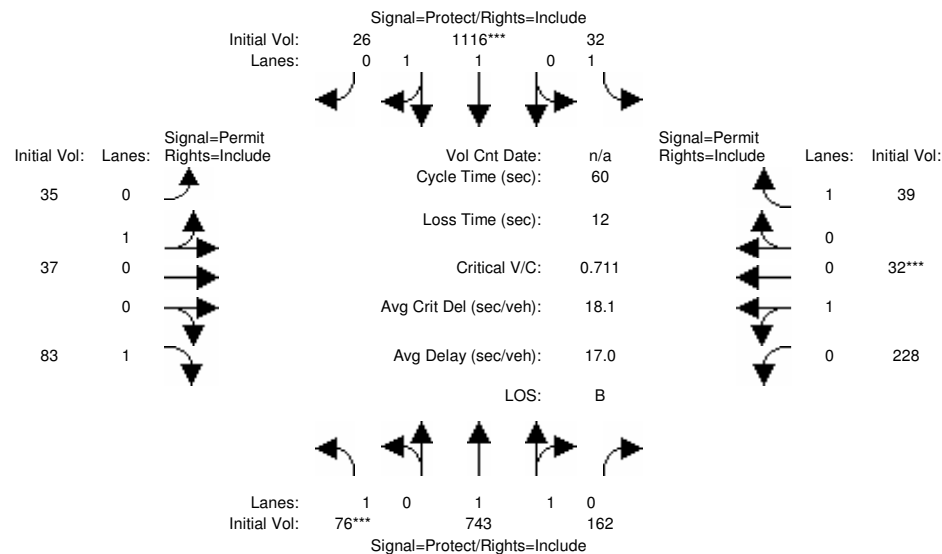 Signal=Protect/Rights=Include
Initial Vol: 26 1116*** 32
Lanes: 0 1 1 0 1
Signal=Permit Signal=Permit
Initial Vol: Lanes: Rights=Include Vol Cnt Date: n/a Rights=Include Lanes: Initial Vol:
Cycle Time (sec): 60
35 0 1 39
Loss Time (sec): 12
1 0
37 0 Critical V/C: 0.711 0 32***
0 Avg Crit Del (sec/veh): 18.1 1
83 1 Avg Delay (sec/veh): 17.0 0 228
LOS: B
Lanes: 1 0 1 1 0
Initial Vol: 76*** 743 162
Signal=Protect/Rights=Include